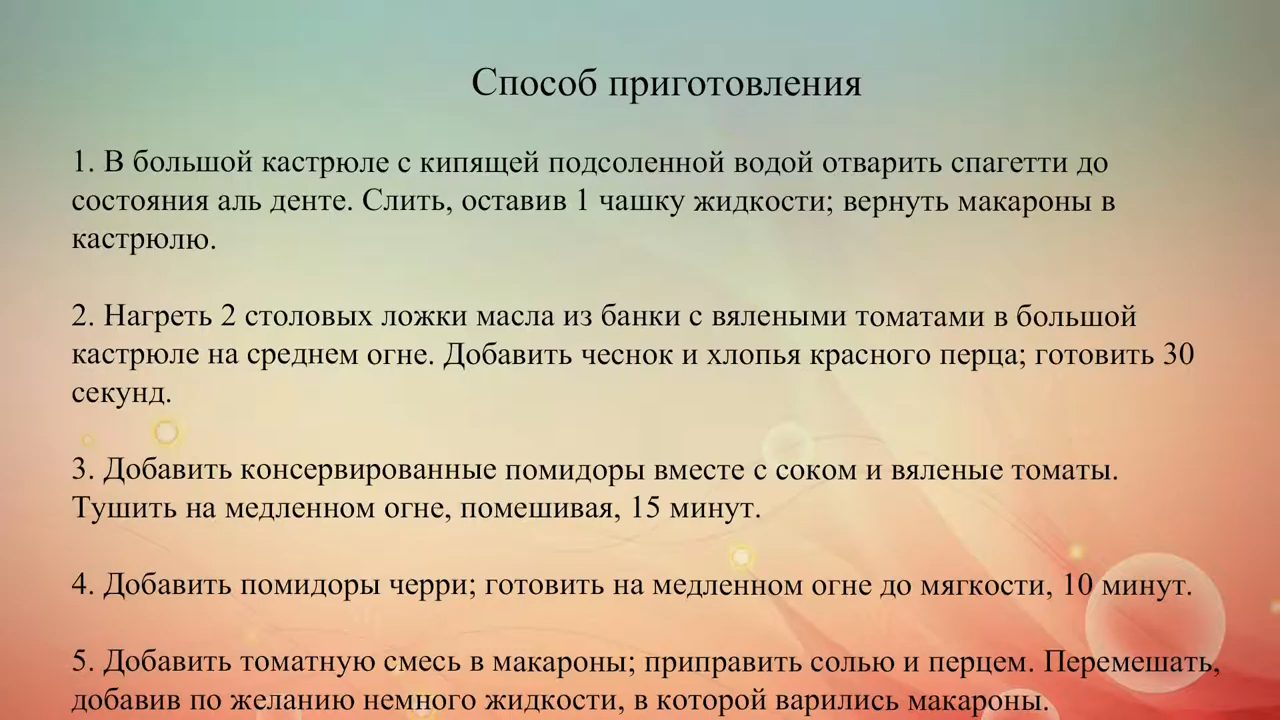 Способ приготовления
1. В большой кастрюле с кипящей подсоленной водой отварить спагетти до
состояния аль денте. Слить, оставив 1 чашку жидкости; вернуть макароны в
кастрюлю.
2. Нагреть 2 столовых ложки масла из банки с вялеными томатами в большой
кастрюле на среднем огне. Добавить чеснок и хлопья красного перца; готовить 30
секунд.
3. Добавить консервированные помидоры вместе с соком и вяленые томаты.
Тушить на медленном огне, помешивая, 15 минут.
4. Добавить помидоры черри; готовить на медленном огне до мягкости, 10 минут.
5. Добавить томатную смесь в макароны; приправить солью и перцем. Перемешать,
добавив по желанию немного жидкости, в которой варились макароны.